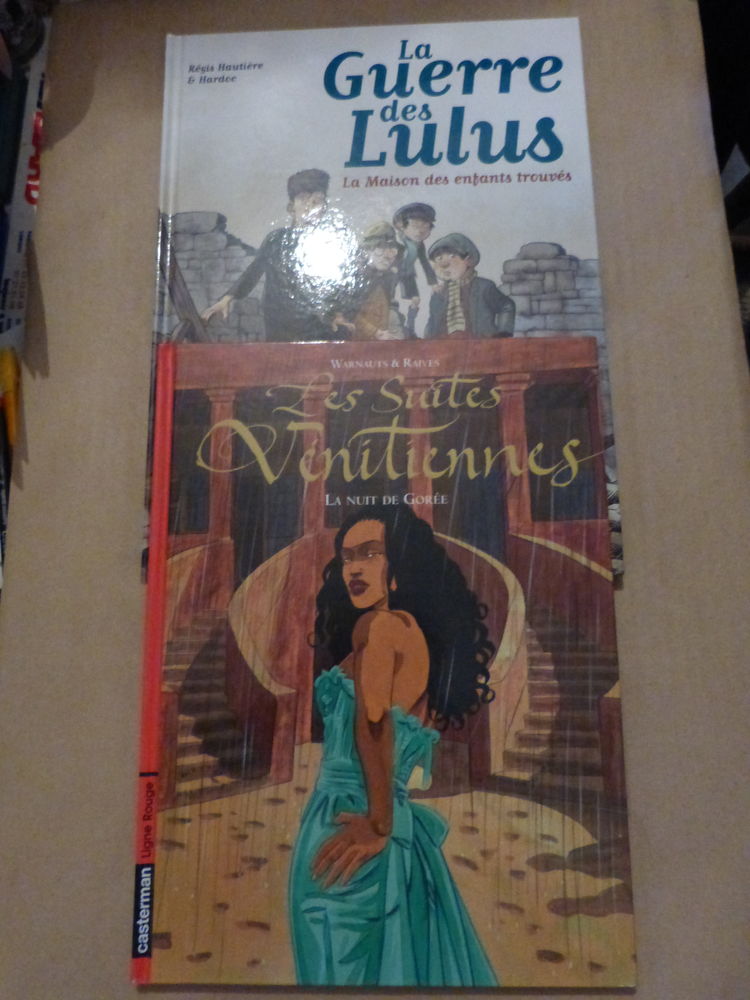 Régis Hautière
& Hardoc
La
Guerre
des
Lulus
La Maison des enfants trouvés
Warnauts & Raives
Les Suites
Vénitiennes
La nuit de Gorée
casterman
Ligne Rouge